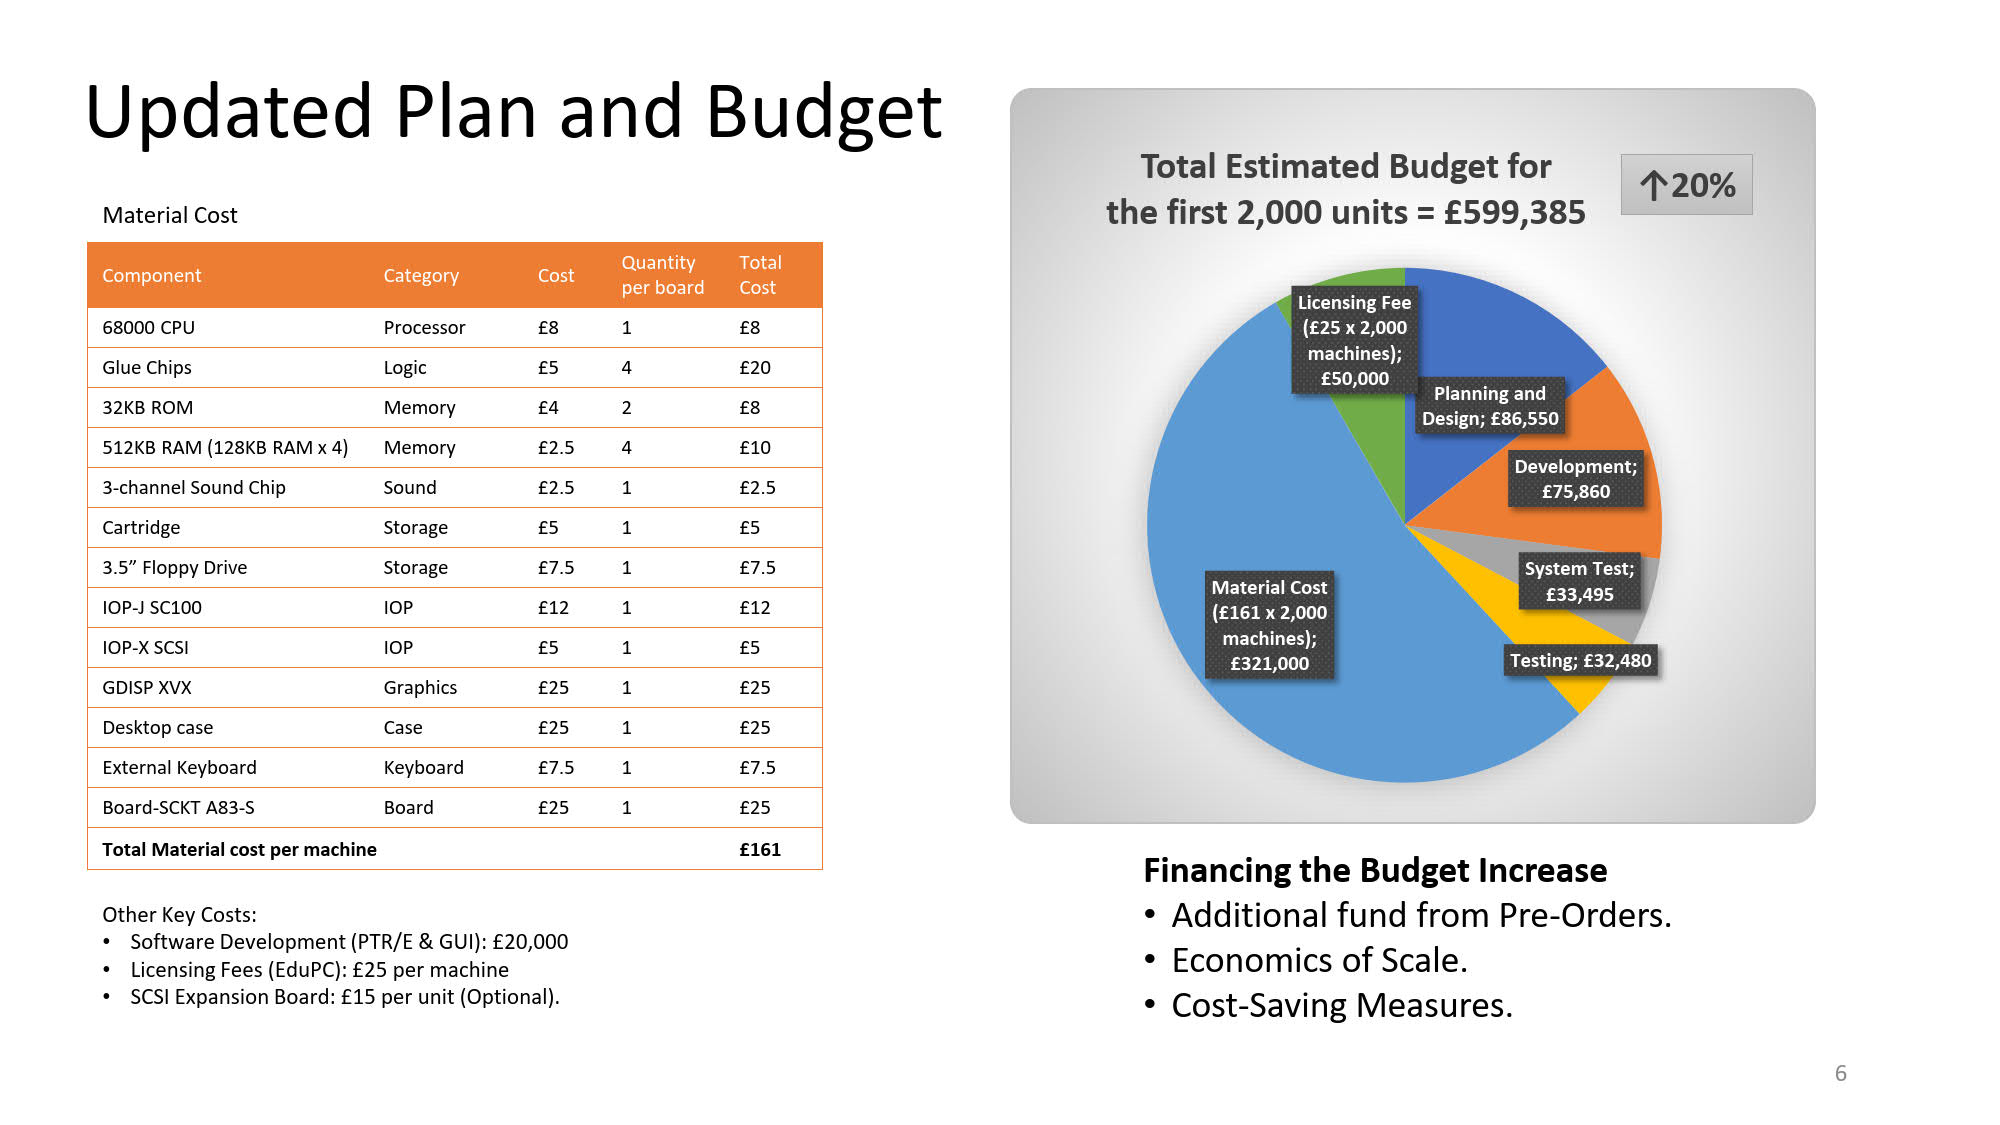 Updated Plan and Budget
Material Cost
Component Category Cost Quantity per board Total Cost
68000 CPU Processor £8 1 £8
Glue Chips Logic £5 4 £20
32KB ROM Memory £4 2 £8
512KB RAM (128KB RAM x 4) Memory £2.5 4 £10
3-channel Sound Chip Sound £2.5 1 £2.5
Cartridge Storage £5 1 £5
3.5” Floppy Drive Storage £7.5 1 £7.5
IOP-J SC100 IOP £12 1 £12
IOP-X SCSI IOP £5 1 £5
GDISP XVX Graphics £25 1 £25
Desktop case Case £25 1 £25
External Keyboard Keyboard £7.5 1 £7.5
Board-SCKT A83-S Board £25 1 £25
Total Material cost per machine £161
Other Key Costs:
• Software Development (PTR/E & GUI): £20,000
• Licensing Fees (EduPC): £25 per machine
• SCSI Expansion Board: £15 per unit (Optional).
Total Estimated Budget for
the first 2,000 units = £599,385
↑20%
Licensing Fee
(£25 x 2,000
machines);
£50,000
Planning and
Design; £86,550
Development;
£75,860
System Test;
£33,495
Testing; £32,480
Material Cost
(£161 x 2,000
machines);
£321,000
Financing the Budget Increase
• Additional fund from Pre-Orders.
• Economics of Scale.
• Cost-Saving Measures.
6